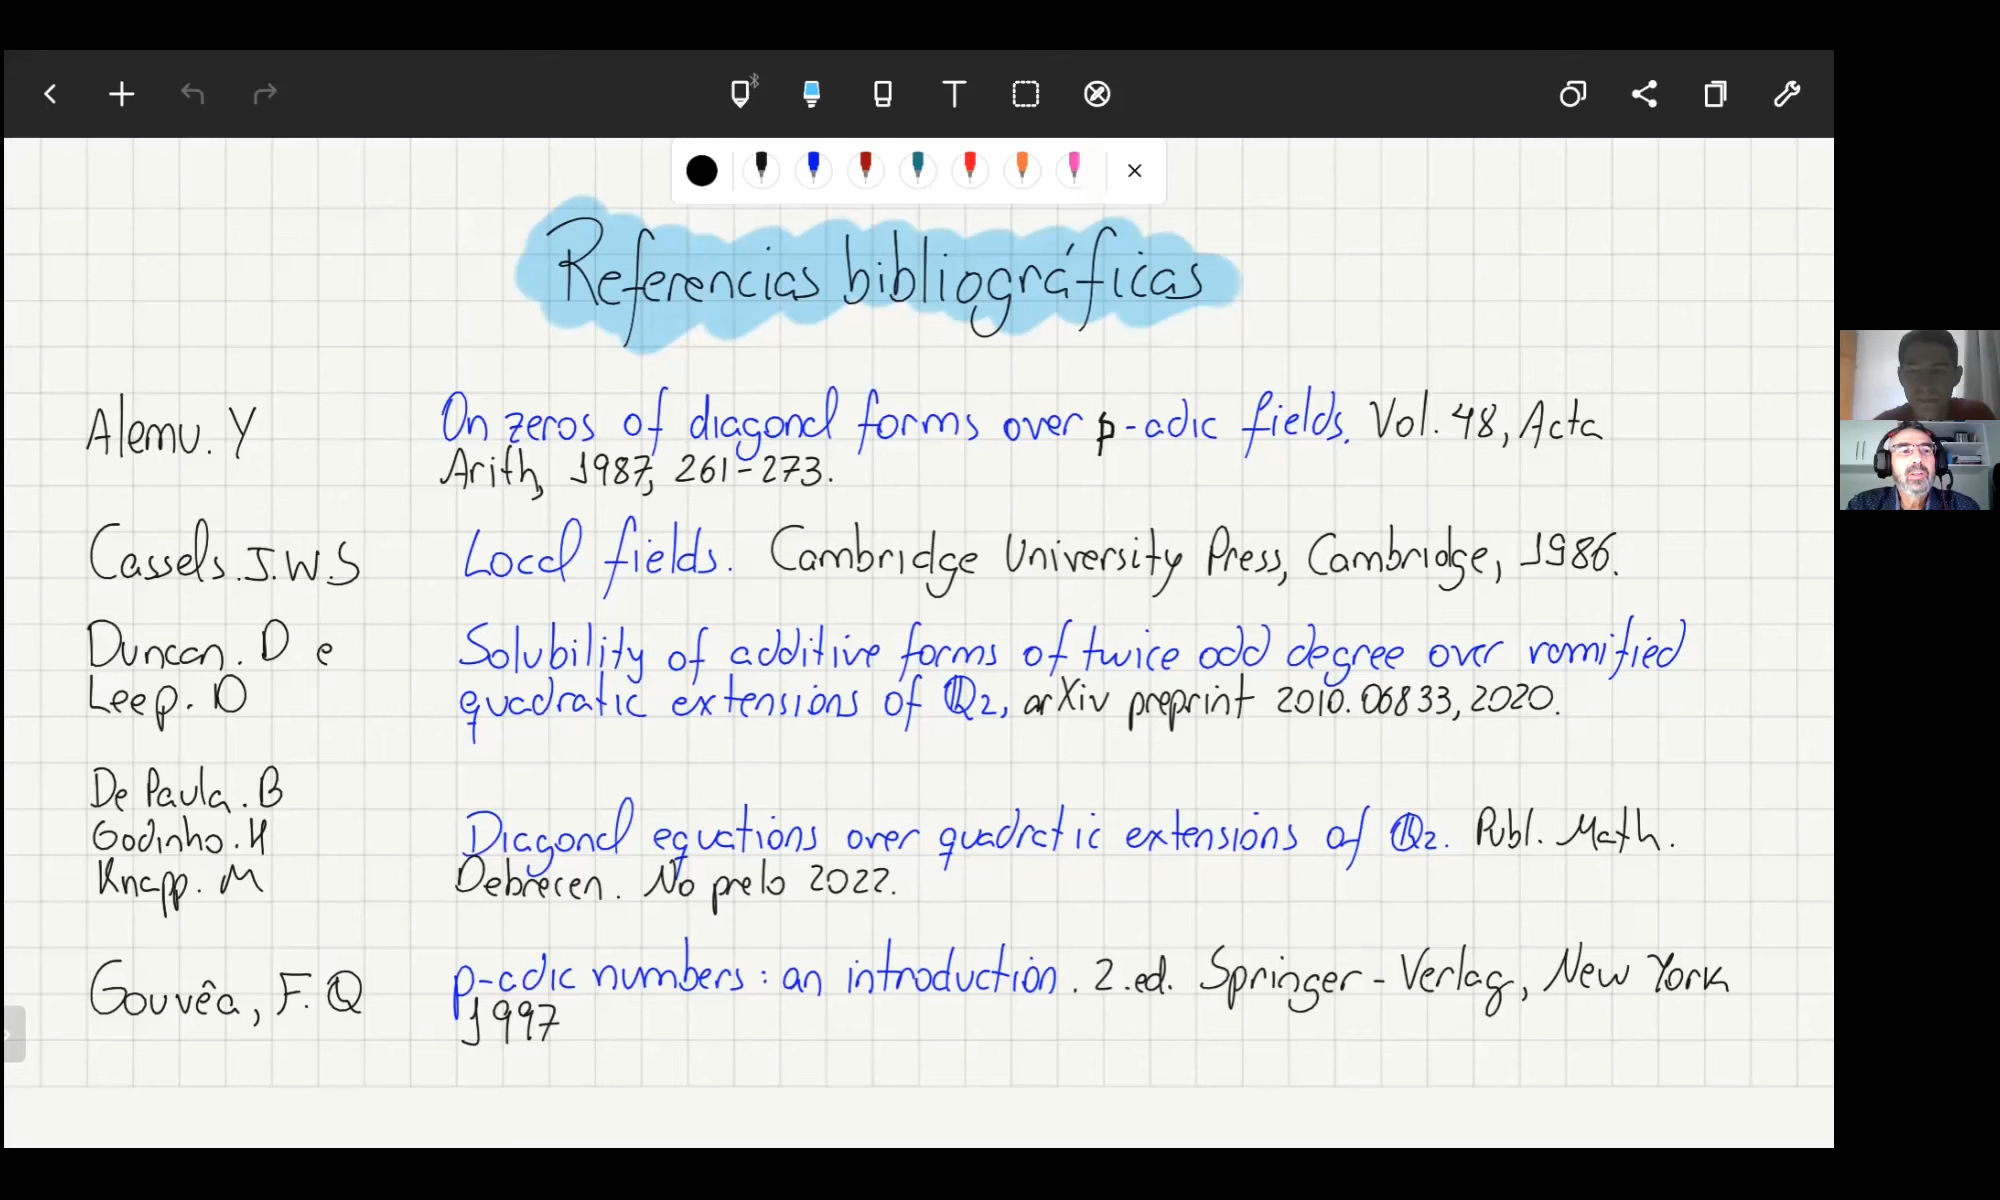 Referencias bibliográficas
Alemu. Y On zeros of diagonal forms over p-adic fields. Vol. 48, Acta
Arith, 1987, 261-273.
Cassels. J.W.S Local fields. Cambridge University Press, Cambridge, 1986.
Duncan. D e Solubility of additive forms of twice odd degree over ramified
Leep. D quadratic extensions of ℚ2, arXiv preprint 2010.06833, 2020.
De Paula. B
Godinho. H Diagonal equations over quadratic extensions of ℚ2. Publ. Math.
Knapp. M Debrecen. No prelo 2022.
Gouvêa, F. Q p-adic numbers: an introduction. 2.ed. Springer-Verlag, New York
1997